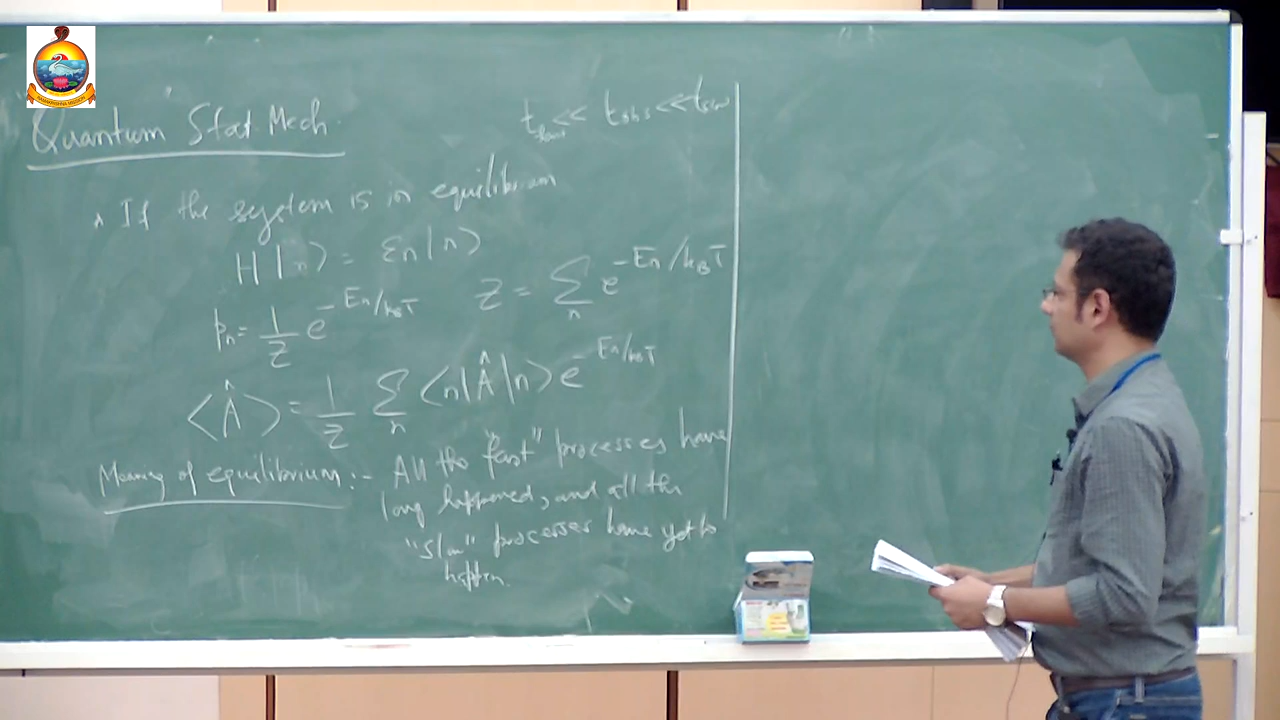 Quantum Stat. Mech.
t_fast << t_obs << t_slow
If the system is in equilibrium
H|n> = En|n>
pn = 1/Z e^-En/kBT Z = Σ_n e^-En/kBT
<Â> = 1/Z Σ_n <n|Â|n> e^-En/kBT
Meaning of equilibrium :- All the "fast" processes have
long happened, and all the
"slow" processes have yet to
happen.